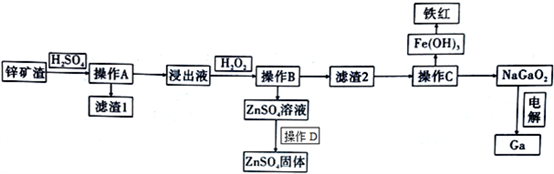 铁红
Fe(OH)₃
锌矿渣
H₂SO₄
操作A
浸出液
H₂O₂
操作B
滤渣2
操作C
NaGaO₂
滤渣1
ZnSO₄溶液
电解
操作D
ZnSO₄固体
Ga